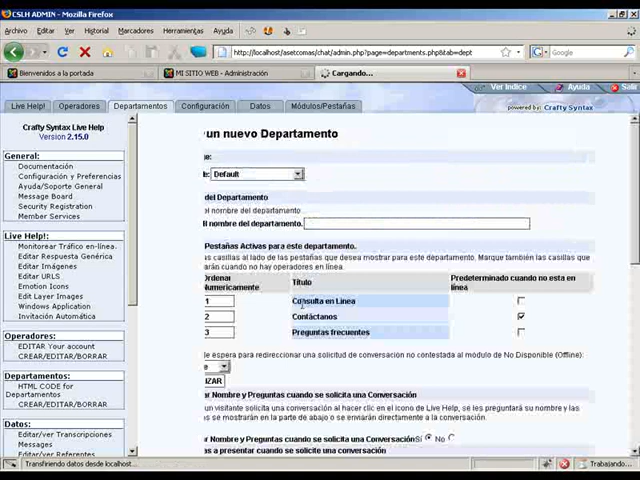 CSLH ADMIN - Mozilla Firefox
Archivo Editar Ver Historial Marcadores Herramientas Ayuda
http://localhost/asetcomas/chat/admin.php?page=departments.php&tab=dept
Google
Bienvenidos a la portada
MI SITIO WEB - Administración
Cargando...
Ver Indice Ayuda Salir
Live Help! Operadores Departamentos Configuración Datos Módulos/Pestañas
powered by: Crafty Syntax
Crafty Syntax Live Help
Version 2.15.0
General:
Documentación
Configuración y Preferencias
Ayuda/Soporte General
Message Board
Security Registration
Member Services
Live Help!:
Monitorear Tráfico en-línea.
Editar Respuesta Genérica
Edit Imágenes
Editar URLS
Emotion Icons
Edit Layer Images
Windows Application
Invitación Automática
Operadores:
EDITAR Your account
CREAR/EDITAR/BORRAR
Departamentos:
HTML CODE for
Departamentos
CREAR/EDITAR/BORRAR
Datos:
Editar/ver Transcripciones
Messages
Editar/ver Referentes
un nuevo Departamento
Default
del Departamento
el nombre del departamento
el nombre del departamento.
Pestañas Activas para este departamento.
casillas al lado de las pestañas que desea mostrar para este departamento. Marque también las casillas que
cuando no hay operadores en línea.
Ordenar
Numericamente
Título
Predeterminado cuando no esta en
línea
1 Consulta en Línea
2 Contáctanos
3 Preguntas frecuentes
de espera para redireccionar una solicitud de conversación no contestada al módulo de No Disponible (Offline):
Nombre y Preguntas cuando se solicita una Conversación
un visitante solicita una conversación al hacer clic en el icono de Live Help, se les preguntará su nombre y las
se mostrarán en la parte de abajo o se enviarán directamente a la conversación.
Nombre y Preguntas cuando se solicita una Conversación Sí No
a presentar cuando se solicite una conversación
Transfiriendo datos desde localhost...
Trabajando...